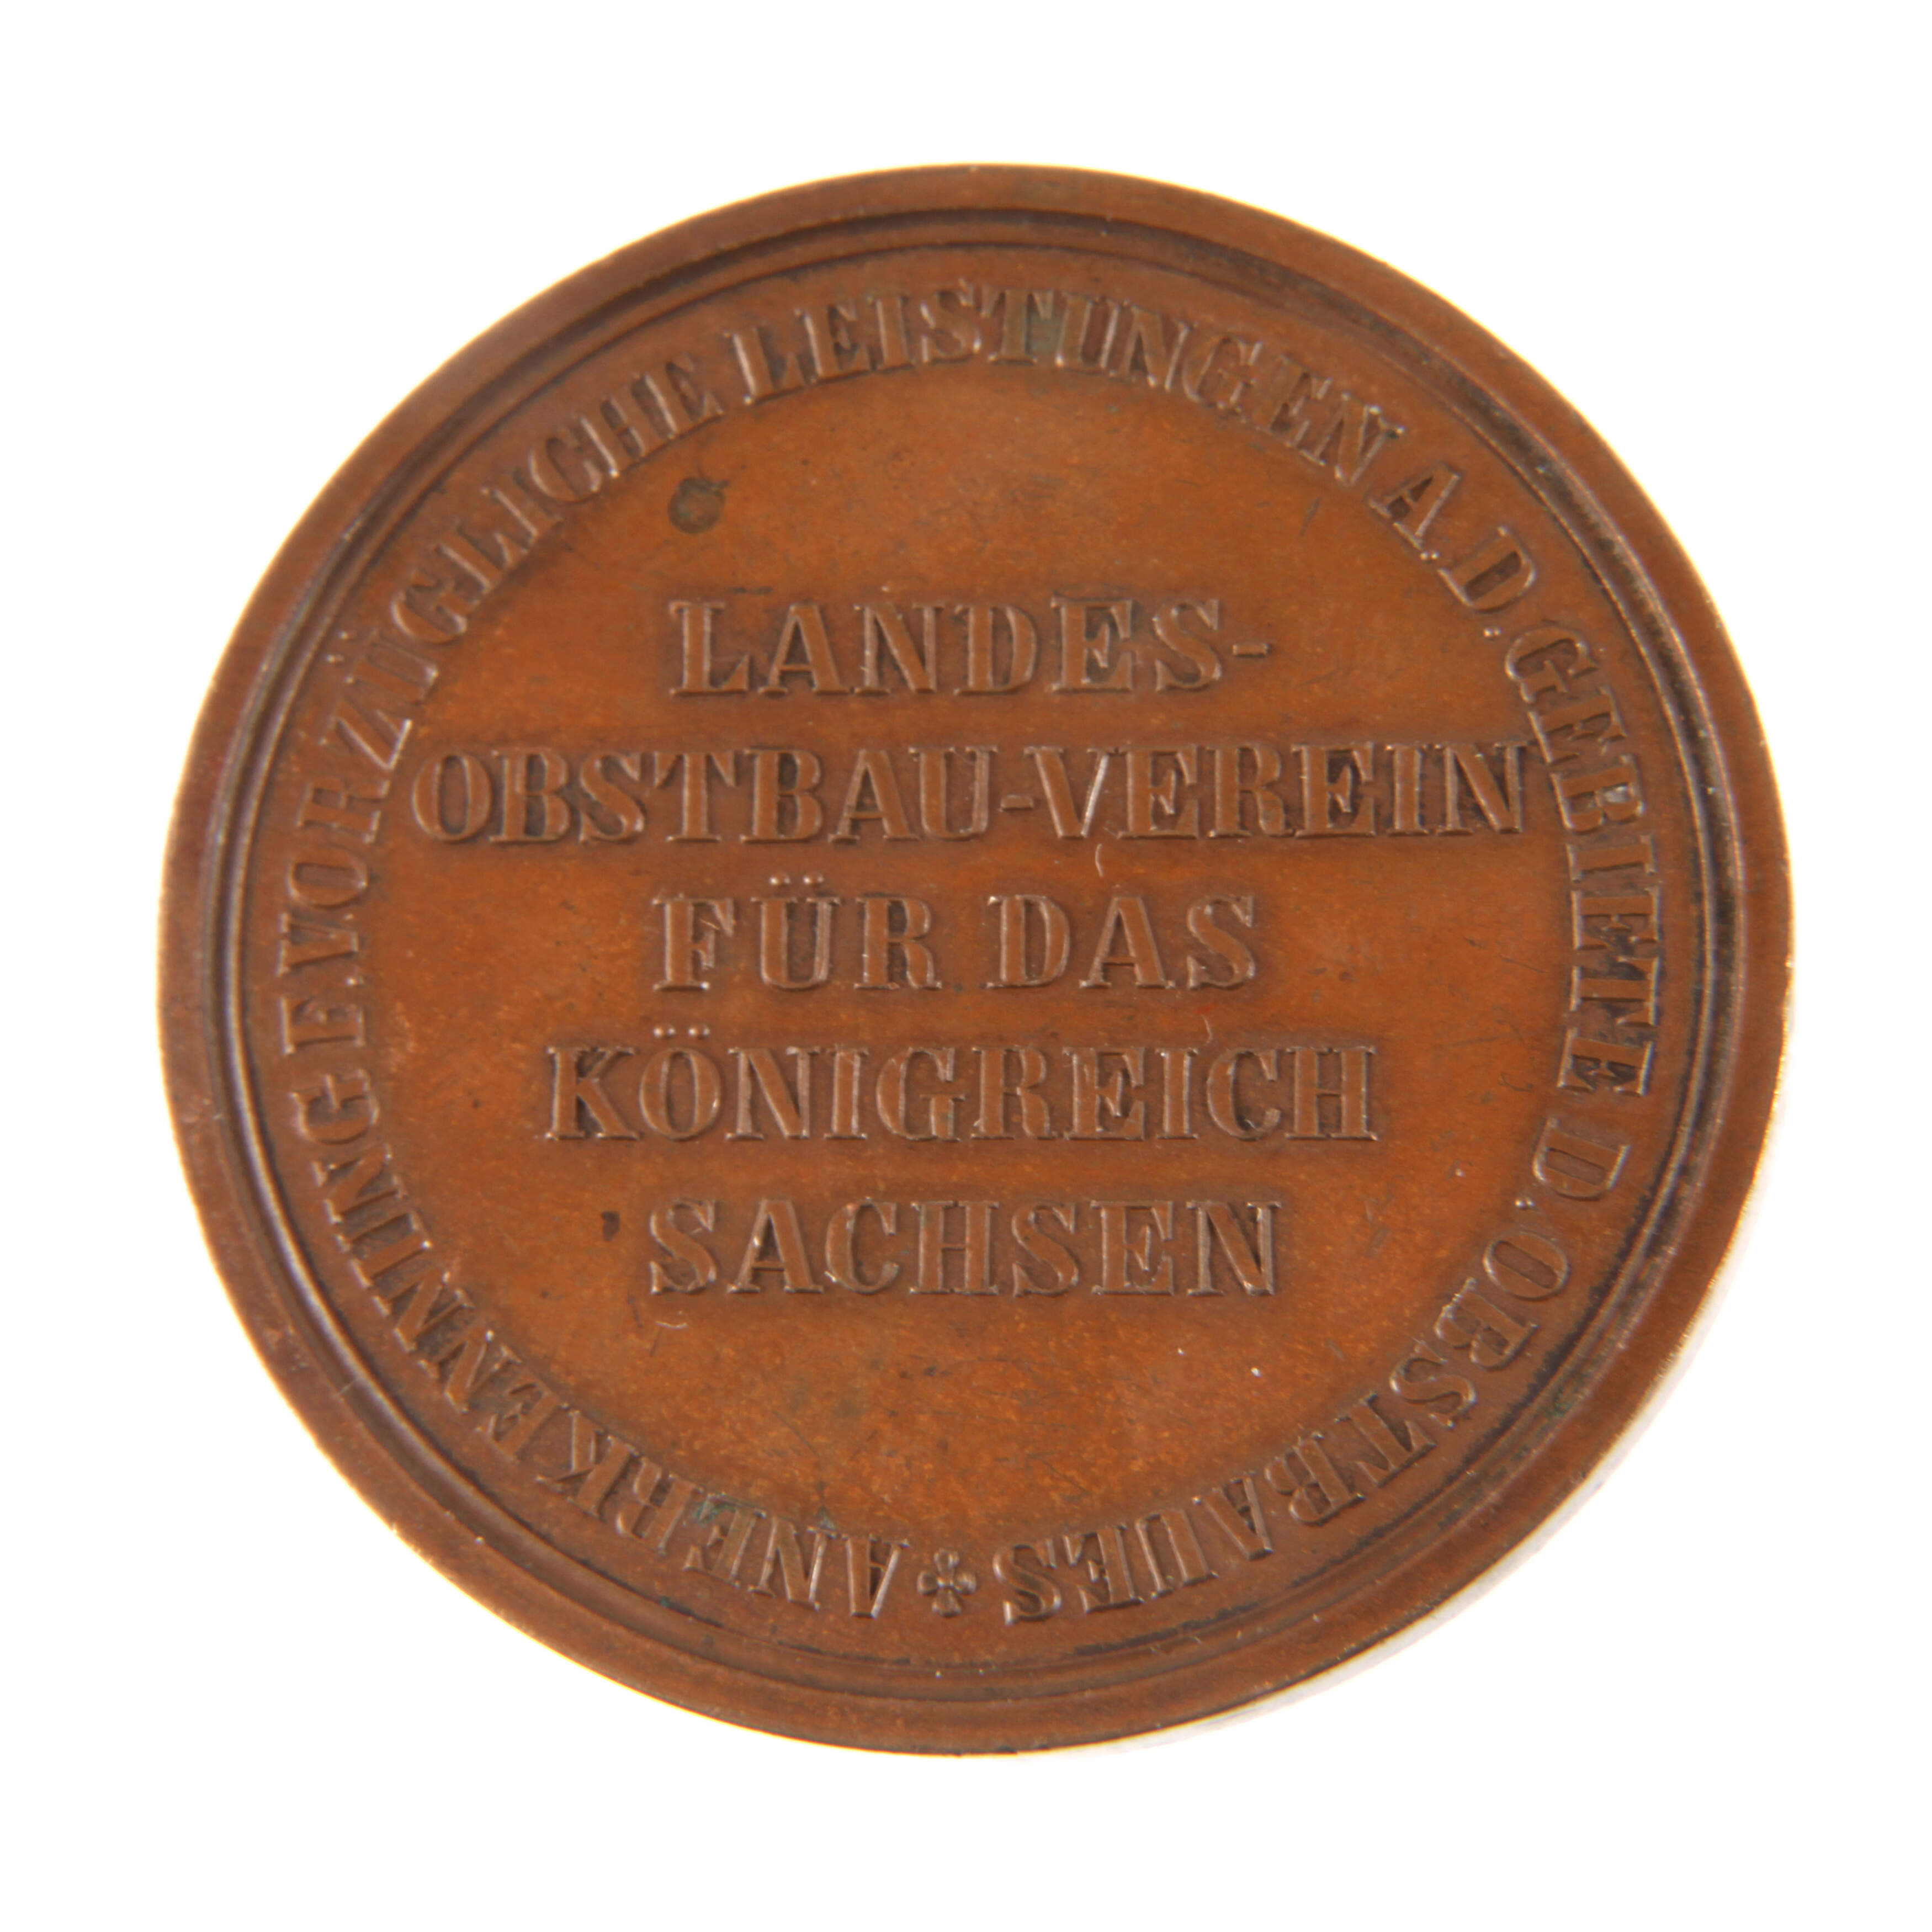 ANERKENNUNG F. VORZÜGLICHE LEISTUNGEN A. D. GEBIETE D. OBSTBAUES
LANDES-
OBSTBAU-VEREIN
FÜR DAS
KÖNIGREICH
SACHSEN